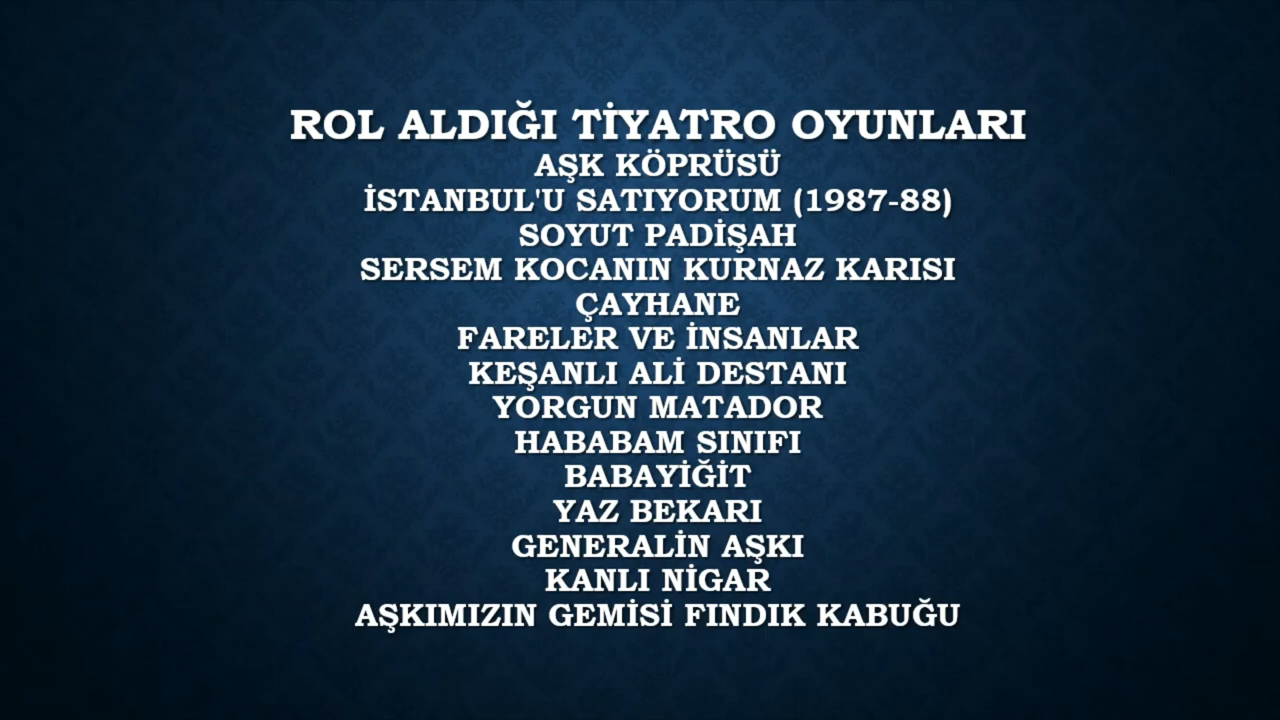 ROL ALDIĞI TİYATRO OYUNLARI
AŞK KÖPRÜSÜ
İSTANBUL'U SATIYORUM (1987-88)
SOYUT PADİŞAH
SERSEM KOCANIN KURNAZ KARISI
ÇAYHANE
FARELER VE İNSANLAR
KEŞANLI ALİ DESTANI
YORGUN MATADOR
HABABAM SINIFI
BABAYİĞİT
YAZ BEKARI
GENERALİN AŞKI
KANLI NİGAR
AŞKIMIZIN GEMİSİ FINDIK KABUĞU